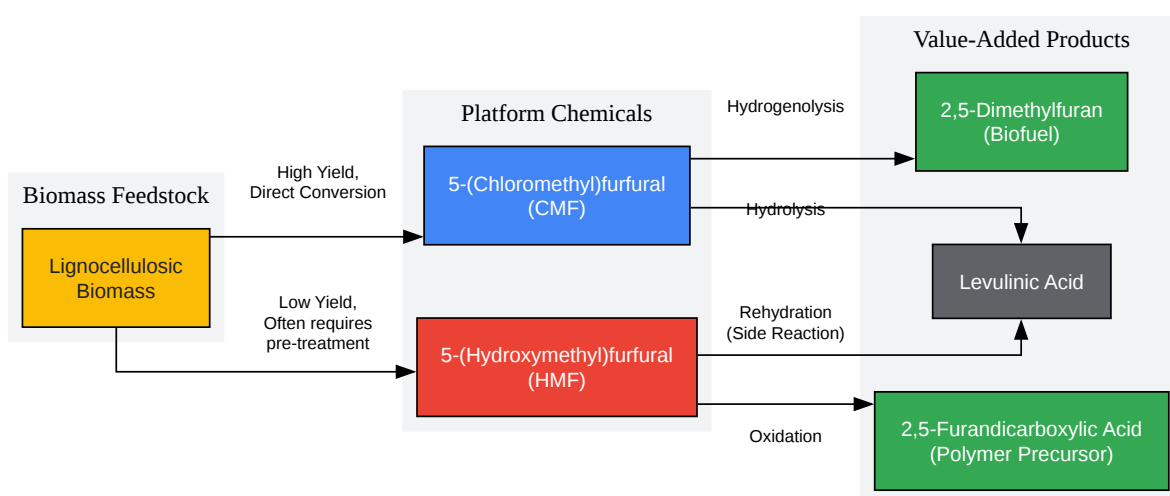 Biomass Feedstock
Lignocellulosic
Biomass
High Yield,
Direct Conversion
Low Yield,
Often requires
pre-treatment
Platform Chemicals
5-(Chloromethyl)furfural
(CMF)
5-(Hydroxymethyl)furfural
(HMF)
Hydrogenolysis
Hydrolysis
Rehydration
(Side Reaction)
Oxidation
Value-Added Products
2,5-Dimethylfuran
(Biofuel)
Levulinic Acid
2,5-Furandicarboxylic Acid
(Polymer Precursor)